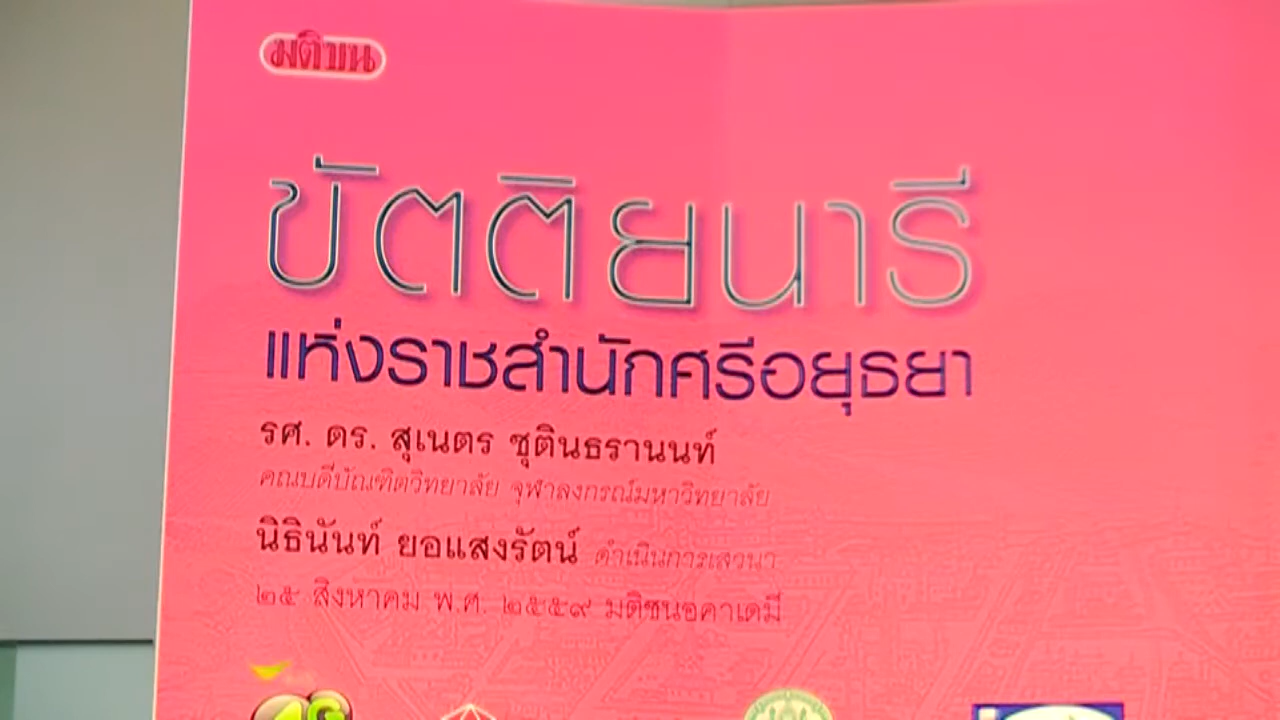 มติชน
ขัตติยนารี
แห่งราชสำนักศรีอยุธยา
รศ. ดร. สุเนตร ชุตินธรานนท์
คณบดีบัณฑิตวิทยาลัย จุฬาลงกรณ์มหาวิทยาลัย
นิธินันท์ ยอแสงรัตน์ ดำเนินการเสวนา
๒๕ สิงหาคม พ.ศ. ๒๕๕๙ มติชนอคาเดมี